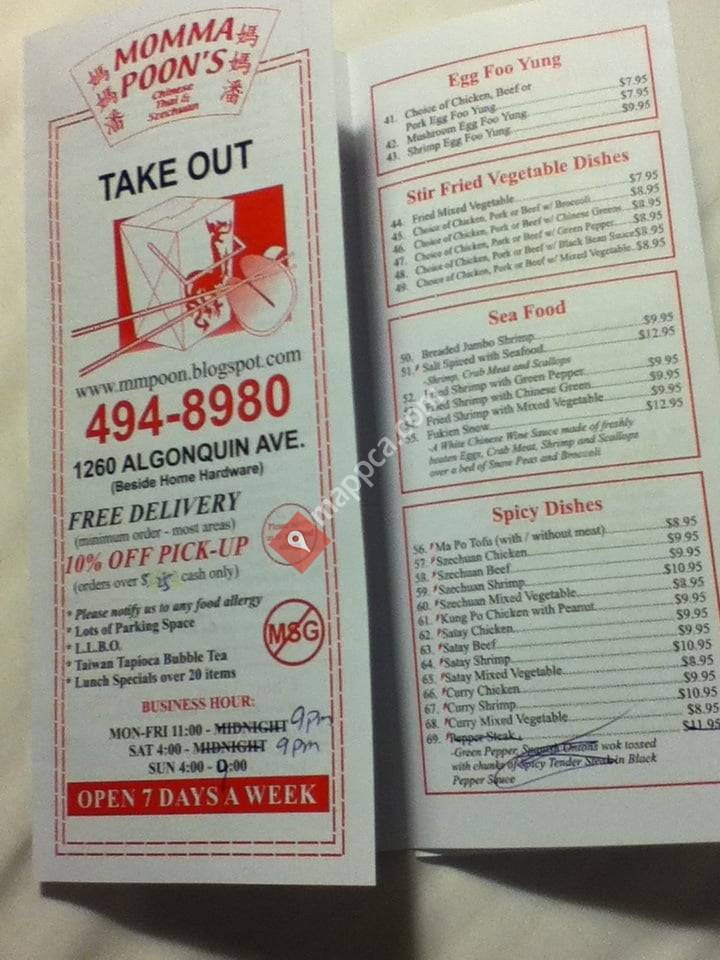 MOMMA
POON'S
Chinese
Thai &
Szechuan
媽
媽
潘
媽
媽
潘
TAKE OUT
www.mmpoon.blogspot.com
494-8980
1260 ALGONQUIN AVE.
(Beside Home Hardware)
FREE DELIVERY
(minimum order - most areas)
10% OFF PICK-UP
(orders over $ 25 cash only)
* Please notify us to any food allergy
* Lots of Parking Space
* L.L.B.O.
* Taiwan Tapioca Bubble Tea
* Lunch Specials over 20 items
MSG
BUSINESS HOUR:
MON-FRI 11:00 - MIDNIGHT 9pm
SAT 4:00 - MIDNIGHT 9pm
SUN 4:00 - 9:00
OPEN 7 DAYS A WEEK
Egg Foo Yung
41. Choice of Chicken, Beef or
Pork Egg Foo Yung $7.95
42. Mushroom Egg Foo Yung $7.95
43. Shrimp Egg Foo Yung $9.95
Stir Fried Vegetable Dishes
44. Fried Mixed Vegetable $7.95
45. Choice of Chicken, Pork or Beef w/ Broccoli $8.95
46. Choice of Chicken, Pork or Beef w/ Chinese Greens $8.95
47. Choice of Chicken, Pork or Beef w/ Green Pepper $8.95
48. Choice of Chicken, Pork or Beef w/ Black Bean Sauce $8.95
49. Choice of Chicken, Pork or Beef w/ Mixed Vegetable $8.95
Sea Food
50. Breaded Jumbo Shrimp $9.95
51. Salt Spiced with Seafood $12.95
-Shrimp, Crab Meat and Scallops
52. Fried Shrimp with Green Pepper $9.95
Fried Shrimp with Chinese Green $9.95
Fried Shrimp with Mixed Vegetable $9.95
55. Fukien Snow $12.95
-A White Chinese Wine Sauce made of freshly
beaten Eggs, Crab Meat, Shrimp and Scallops
over a bed of Snow Peas and Broccoli
Spicy Dishes
56. Ma Po Tofu (with / without meat) $8.95
57. Szechuan Chicken $9.95
58. Szechuan Beef $9.95
59. Szechuan Shrimp $10.95
60. Szechuan Mixed Vegetable $8.95
61. Kung Po Chicken with Peanut $9.95
62. Satay Chicken $9.95
63. Satay Beef $9.95
64. Satay Shrimp $10.95
65. Satay Mixed Vegetable $8.95
66. Curry Chicken $9.95
67. Curry Shrimp $10.95
68. Curry Mixed Vegetable $8.95
69. Pepper Steak $11.95
-Green Pepper, Spanish Onions wok tossed
with chunks of Spicy Tender Steak in Black
Pepper Sauce
mappca.com